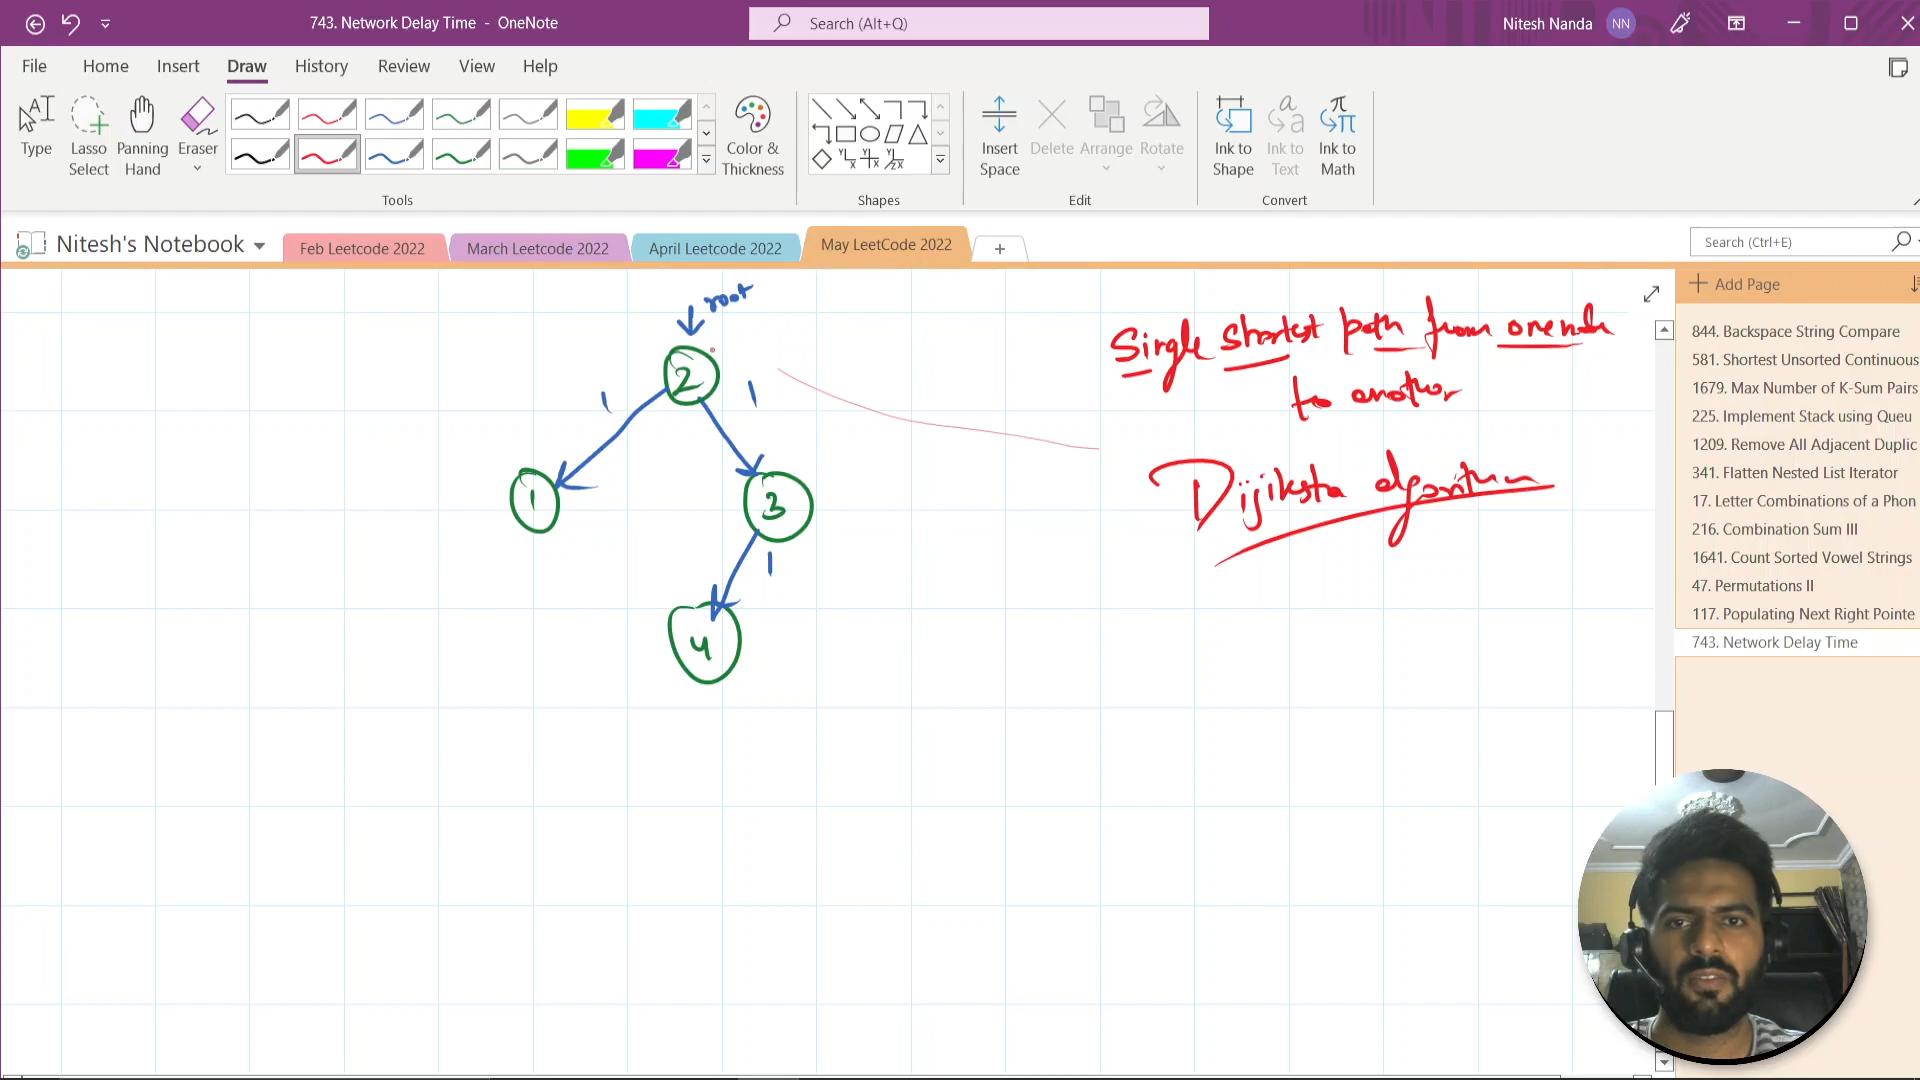 743. Network Delay Time - OneNote
Search (Alt+Q)
Nitesh Nanda
NN
File
Home
Insert
Draw
History
Review
View
Help
Type
Lasso Select
Panning Hand
Eraser
Color & Thickness
Insert Space
Delete
Arrange
Rotate
Ink to Shape
Ink to Text
Ink to Math
Tools
Shapes
Edit
Convert
Nitesh's Notebook
Feb Leetcode 2022
March Leetcode 2022
April Leetcode 2022
May LeetCode 2022
Search (Ctrl+E)
Add Page
844. Backspace String Compare
581. Shortest Unsorted Continuous
1679. Max Number of K-Sum Pairs
225. Implement Stack using Queu
1209. Remove All Adjacent Duplic
341. Flatten Nested List Iterator
17. Letter Combinations of a Phon
216. Combination Sum III
1641. Count Sorted Vowel Strings
47. Permutations II
117. Populating Next Right Pointe
743. Network Delay Time
root
2
1
1
1
3
1
4
Single shortest path from one node
to another
Dijiksta algorithm